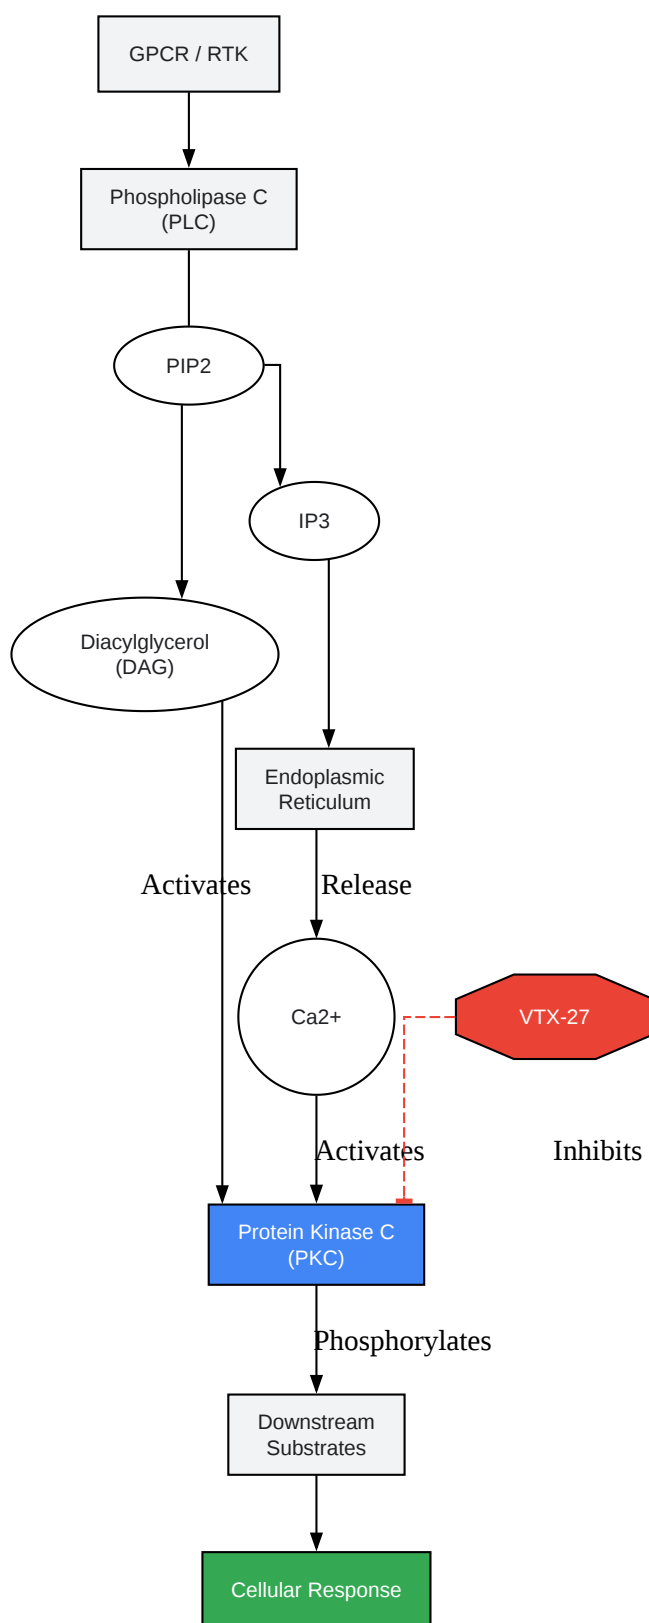 GPCR / RTK
Phospholipase C
(PLC)
PIP2
IP3
Diacylglycerol
(DAG)
Endoplasmic
Reticulum
Activates
Release
Ca2+
VTX-27
Activates
Inhibits
Protein Kinase C
(PKC)
Phosphorylates
Downstream
Substrates
Cellular Response